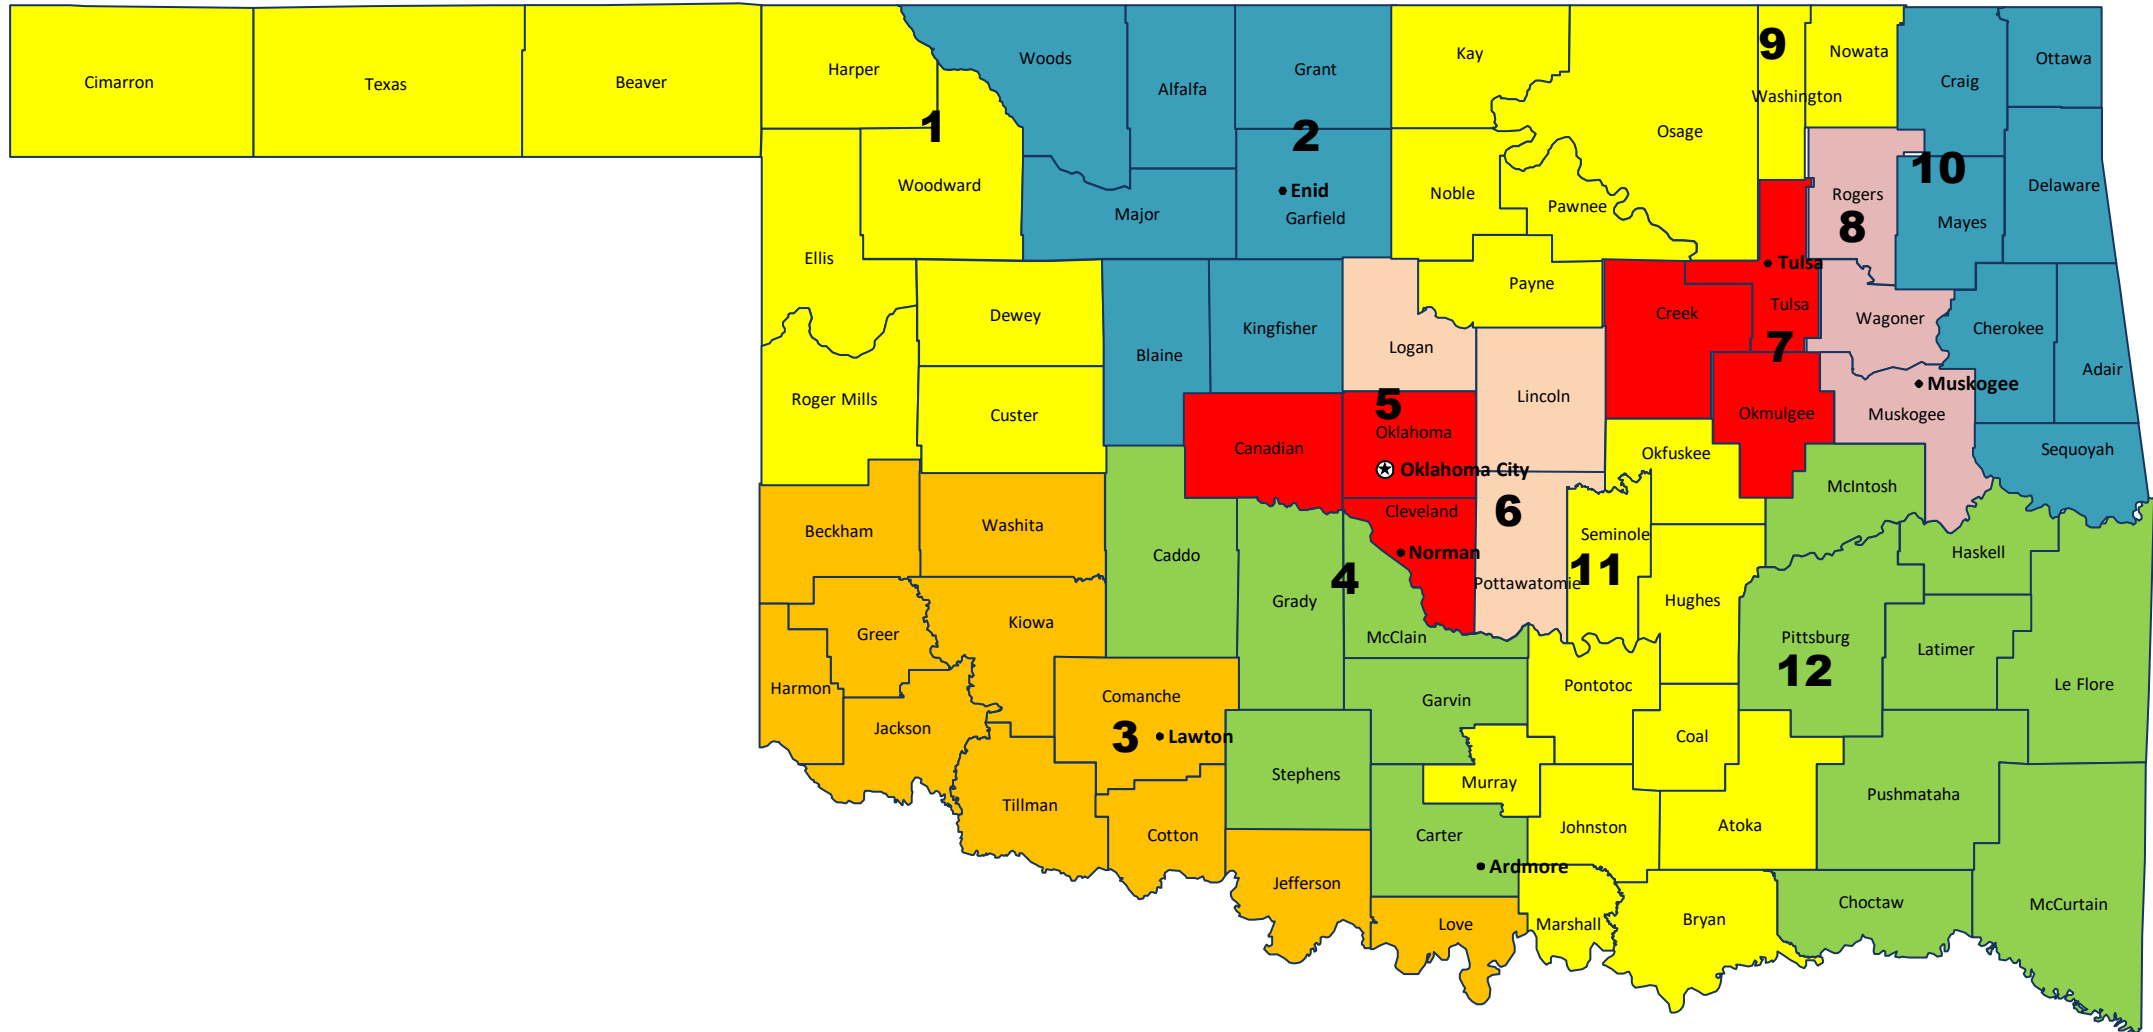 Cimarron
Texas
Beaver
Harper
1
Woods
Alfalfa
Grant
2
Kay
9
Nowata
Craig
Ottawa
Washington
Osage
10
Woodward
Major
Enid
Garfield
Noble
Pawnee
Rogers
8
Mayes
Delaware
Ellis
Dewey
Blaine
Kingfisher
Logan
Payne
Creek
Tulsa
Tulsa
7
Wagoner
Cherokee
Adair
Roger Mills
Custer
Canadian
5
Oklahoma
Oklahoma City
Lincoln
Okmulgee
Muskogee
Muskogee
Okfuskee
Sequoyah
McIntosh
Beckham
Washita
Caddo
Grady
4
Cleveland
Norman
6
Pottawatomie
Seminole
11
Hughes
Haskell
McClain
Greer
Kiowa
Harmon
Jackson
Comanche
3
Lawton
Garvin
Pontotoc
Coal
Pittsburg
12
Latimer
Le Flore
Tillman
Cotton
Stephens
Murray
Carter
Ardmore
Johnston
Atoka
Pushmataha
Jefferson
Love
Marshall
Bryan
Choctaw
McCurtain